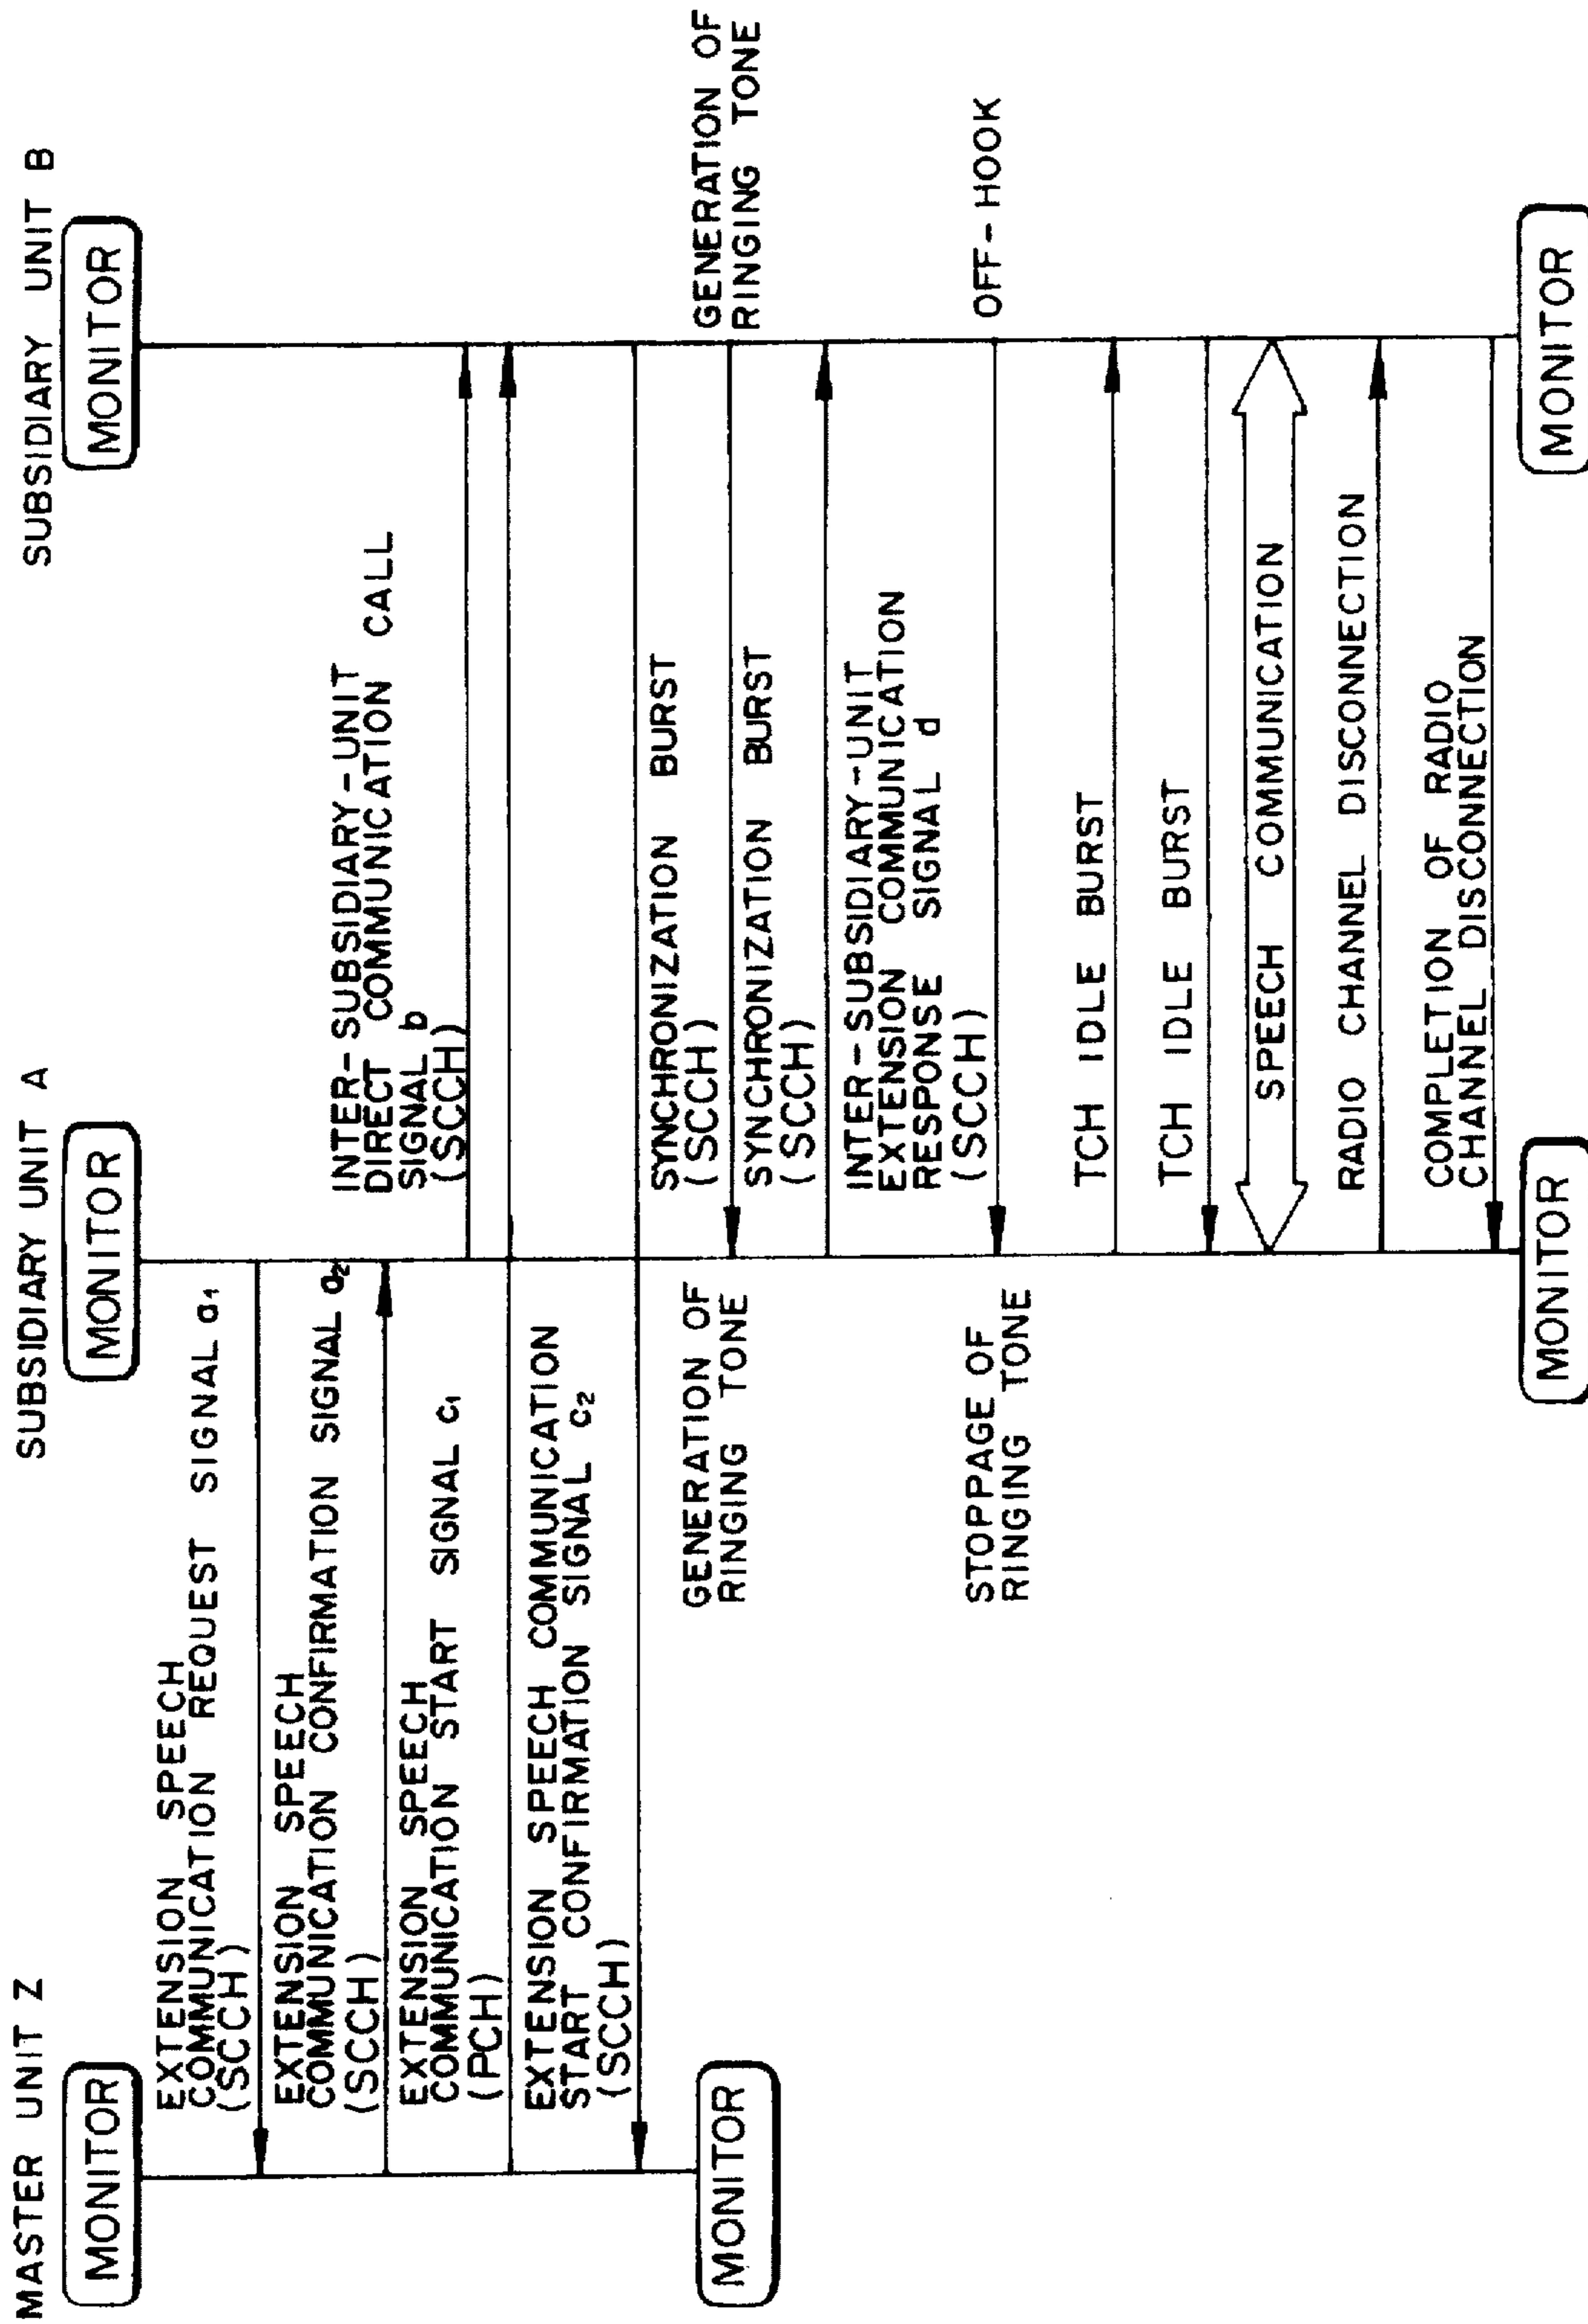 MASTER UNIT Z
SUBSIDIARY UNIT A
SUBSIDIARY UNIT B
MONITOR
MONITOR
MONITOR
EXTENSION SPEECH
COMMUNICATION REQUEST SIGNAL a1
(SCCH)
EXTENSION SPEECH
COMMUNICATION CONFIRMATION SIGNAL a2
(SCCH)
INTER-SUBSIDIARY-UNIT
DIRECT COMMUNICATION CALL
SIGNAL b
(SCCH)
EXTENSION SPEECH
COMMUNICATION START SIGNAL c1
(PCH)
EXTENSION SPEECH COMMUNICATION
START CONFIRMATION SIGNAL c2
(SCCH)
MONITOR
SYNCHRONIZATION BURST
(SCCH)
GENERATION OF
RINGING TONE
GENERATION OF
RINGING TONE
SYNCHRONIZATION BURST
(SCCH)
INTER-SUBSIDIARY-UNIT
EXTENSION COMMUNICATION
RESPONSE SIGNAL d
(SCCH)
STOPPAGE OF
RINGING TONE
OFF-HOOK
TCH IDLE BURST
TCH IDLE BURST
SPEECH COMMUNICATION
RADIO CHANNEL DISCONNECTION
COMPLETION OF RADIO
CHANNEL DISCONNECTION
MONITOR
MONITOR